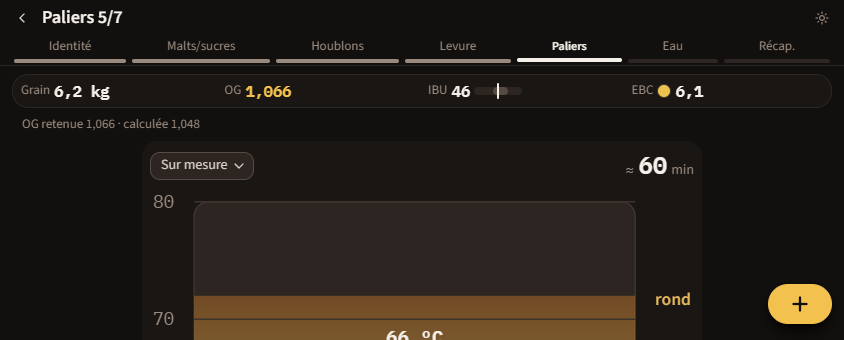 Paliers 5/7
Identité Malts/sucres Houblons Levure Paliers Eau Récap.
Grain 6,2 kg OG 1,066 IBU 46 EBC 6,1
OG retenue 1,066 · calculée 1,048
Sur mesure ≈ 60 min
80
rond
70
66 °C